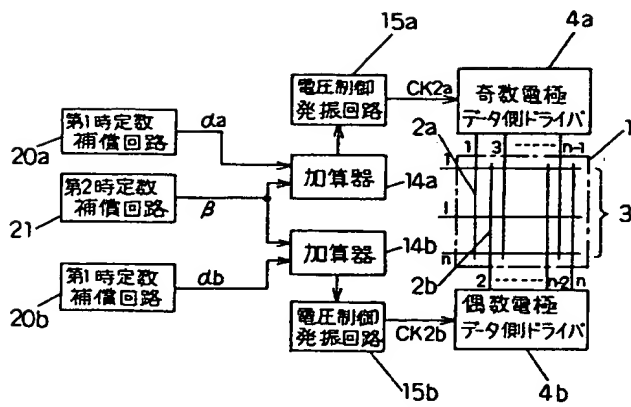 15a
4a
電圧制御
発振回路
CK2a
奇数電極
データ側ドライバ
第1時定数
補償回路
αa
20a
2a
1
3
n-1
1
加算器
14a
1
第2時定数
補償回路
β
21
1
3
加算器
14b
n
第1時定数
補償回路
αb
20b
2b
2
n-2
n
電圧制御
発振回路
CK2b
偶数電極
データ側ドライバ
15b
4b